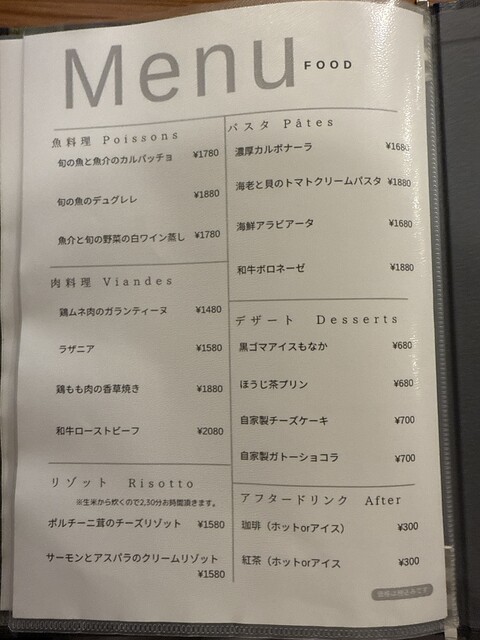 Menu FOOD
魚料理 Poissons
旬の魚と魚介のカルパッチョ ¥1780
旬の魚のデュグレレ ¥1880
魚介と旬の野菜の白ワイン蒸し ¥1780
肉料理 Viandes
鶏ムネ肉のガランティーヌ ¥1480
ラザニア ¥1580
鶏もも肉の香草焼き ¥1880
和牛ローストビーフ ¥2080
リゾット Risotto
※生米から炊くので2,30分お時間頂きます。
ポルチーニ茸のチーズリゾット ¥1580
サーモンとアスパラのクリームリゾット
¥1580
パスタ Pâtes
濃厚カルボナーラ ¥1680
海老と貝のトマトクリームパスタ ¥1880
海鮮アラビアータ ¥1680
和牛ボロネーゼ ¥1880
デザート Desserts
黒ゴマアイスもなか ¥680
ほうじ茶プリン ¥680
自家製チーズケーキ ¥700
自家製ガトーショコラ ¥700
アフタードリンク After
珈琲（ホットorアイス） ¥300
紅茶（ホットorアイス ¥300
価格は税込みです